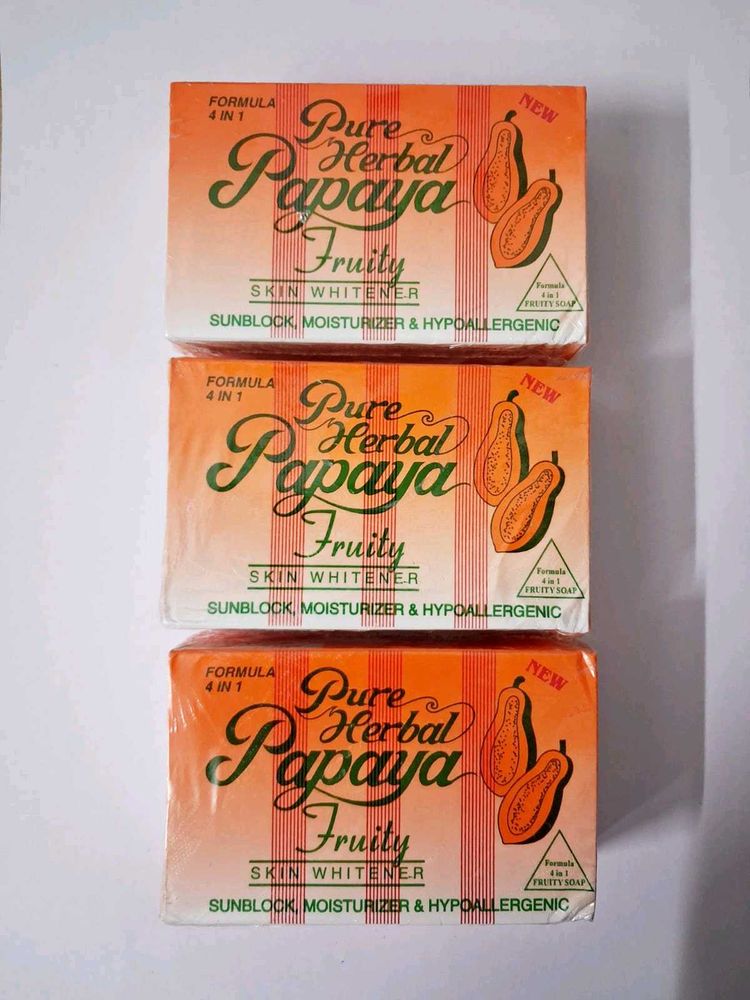 FORMULA
4 IN 1
NEW
Pure
Herbal
Papaya
Fruity
SKIN WHITENER
Formula
4 in 1
FRUITY SOAP
SUNBLOCK, MOISTURIZER & HYPOALLERGENIC
FORMULA
4 IN 1
NEW
Pure
Herbal
Papaya
Fruity
SKIN WHITENER
Formula
4 in 1
FRUITY SOAP
SUNBLOCK, MOISTURIZER & HYPOALLERGENIC
FORMULA
4 IN 1
NEW
Pure
Herbal
Papaya
Fruity
SKIN WHITENER
Formula
4 in 1
FRUITY SOAP
SUNBLOCK, MOISTURIZER & HYPOALLERGENIC